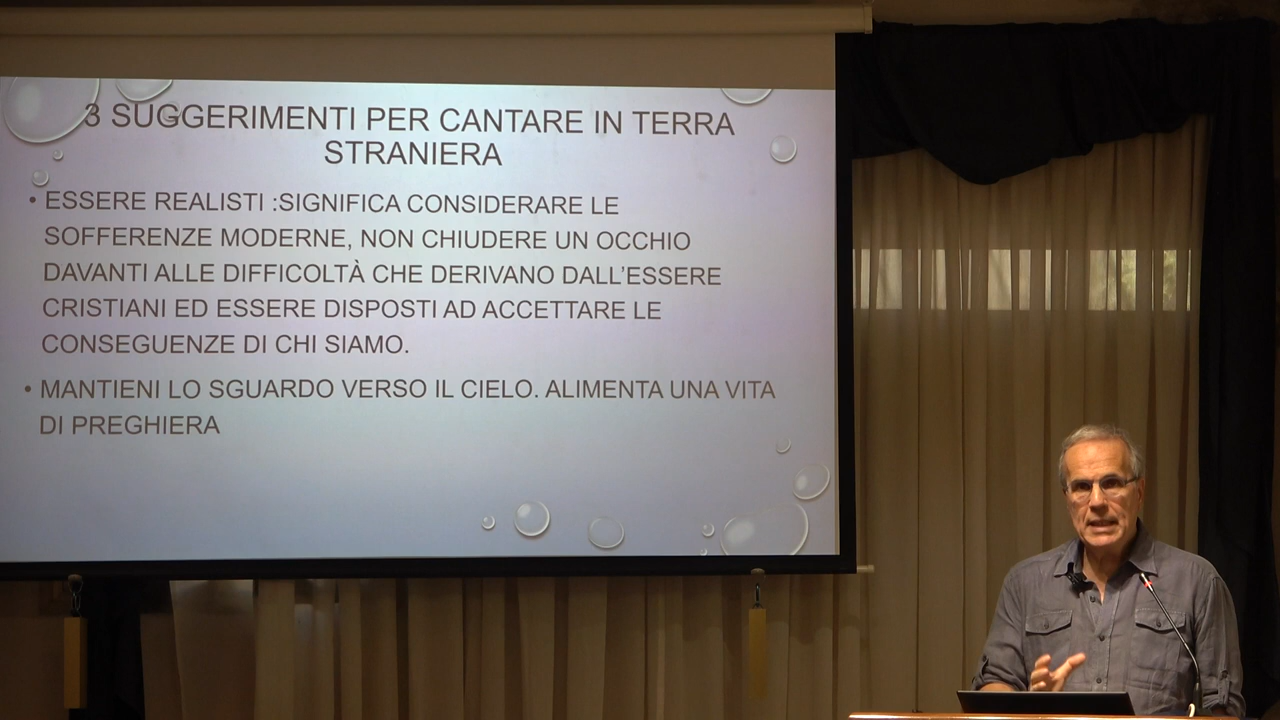 3 SUGGERIMENTI PER CANTARE IN TERRA
STRANIERA
• ESSERE REALISTI :SIGNIFICA CONSIDERARE LE
SOFFERENZE MODERNE, NON CHIUDERE UN OCCHIO
DAVANTI ALLE DIFFICOLTÀ CHE DERIVANO DALL'ESSERE
CRISTIANI ED ESSERE DISPOSTI AD ACCETTARE LE
CONSEGUENZE DI CHI SIAMO.
• MANTIENI LO SGUARDO VERSO IL CIELO. ALIMENTA UNA VITA
DI PREGHIERA